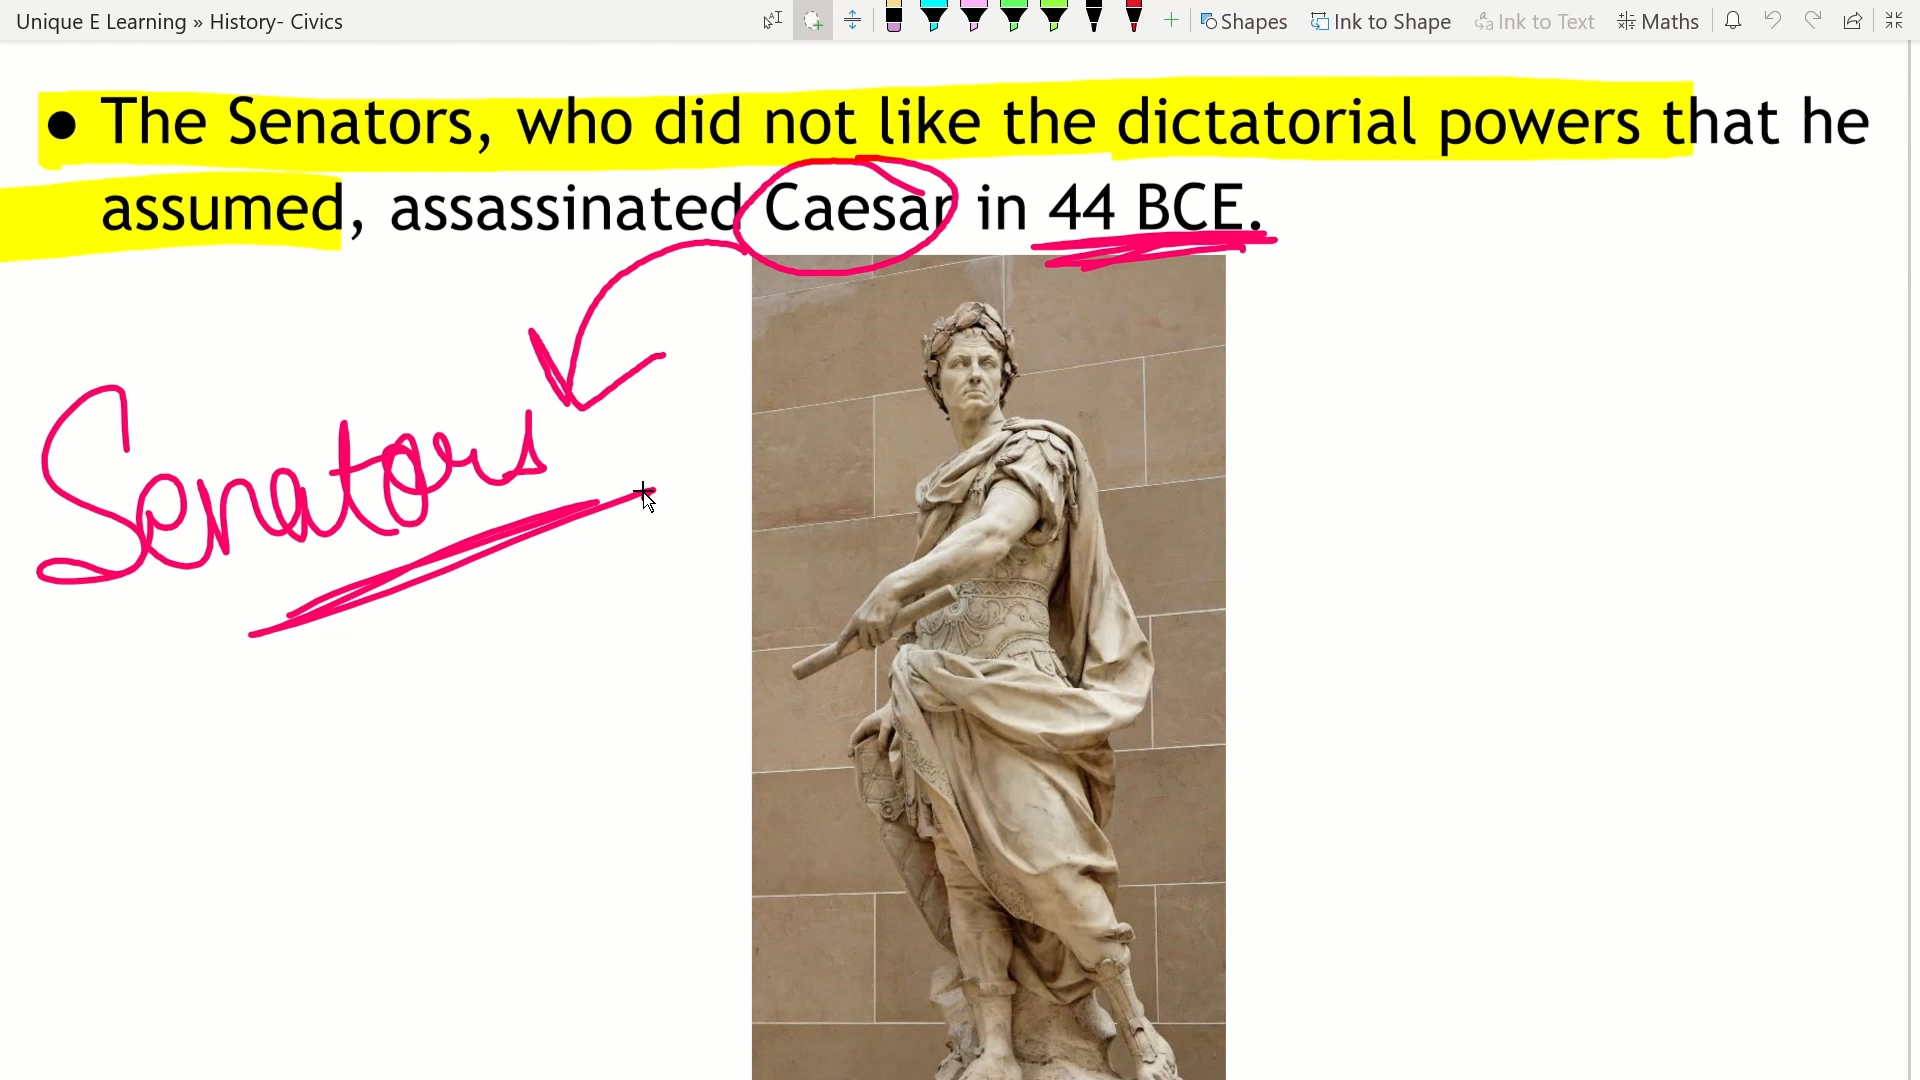 Unique E Learning » History- Civics
Shapes Ink to Shape Ink to Text Maths
● The Senators, who did not like the dictatorial powers that he
assumed, assassinated Caesar in 44 BCE.
Senators